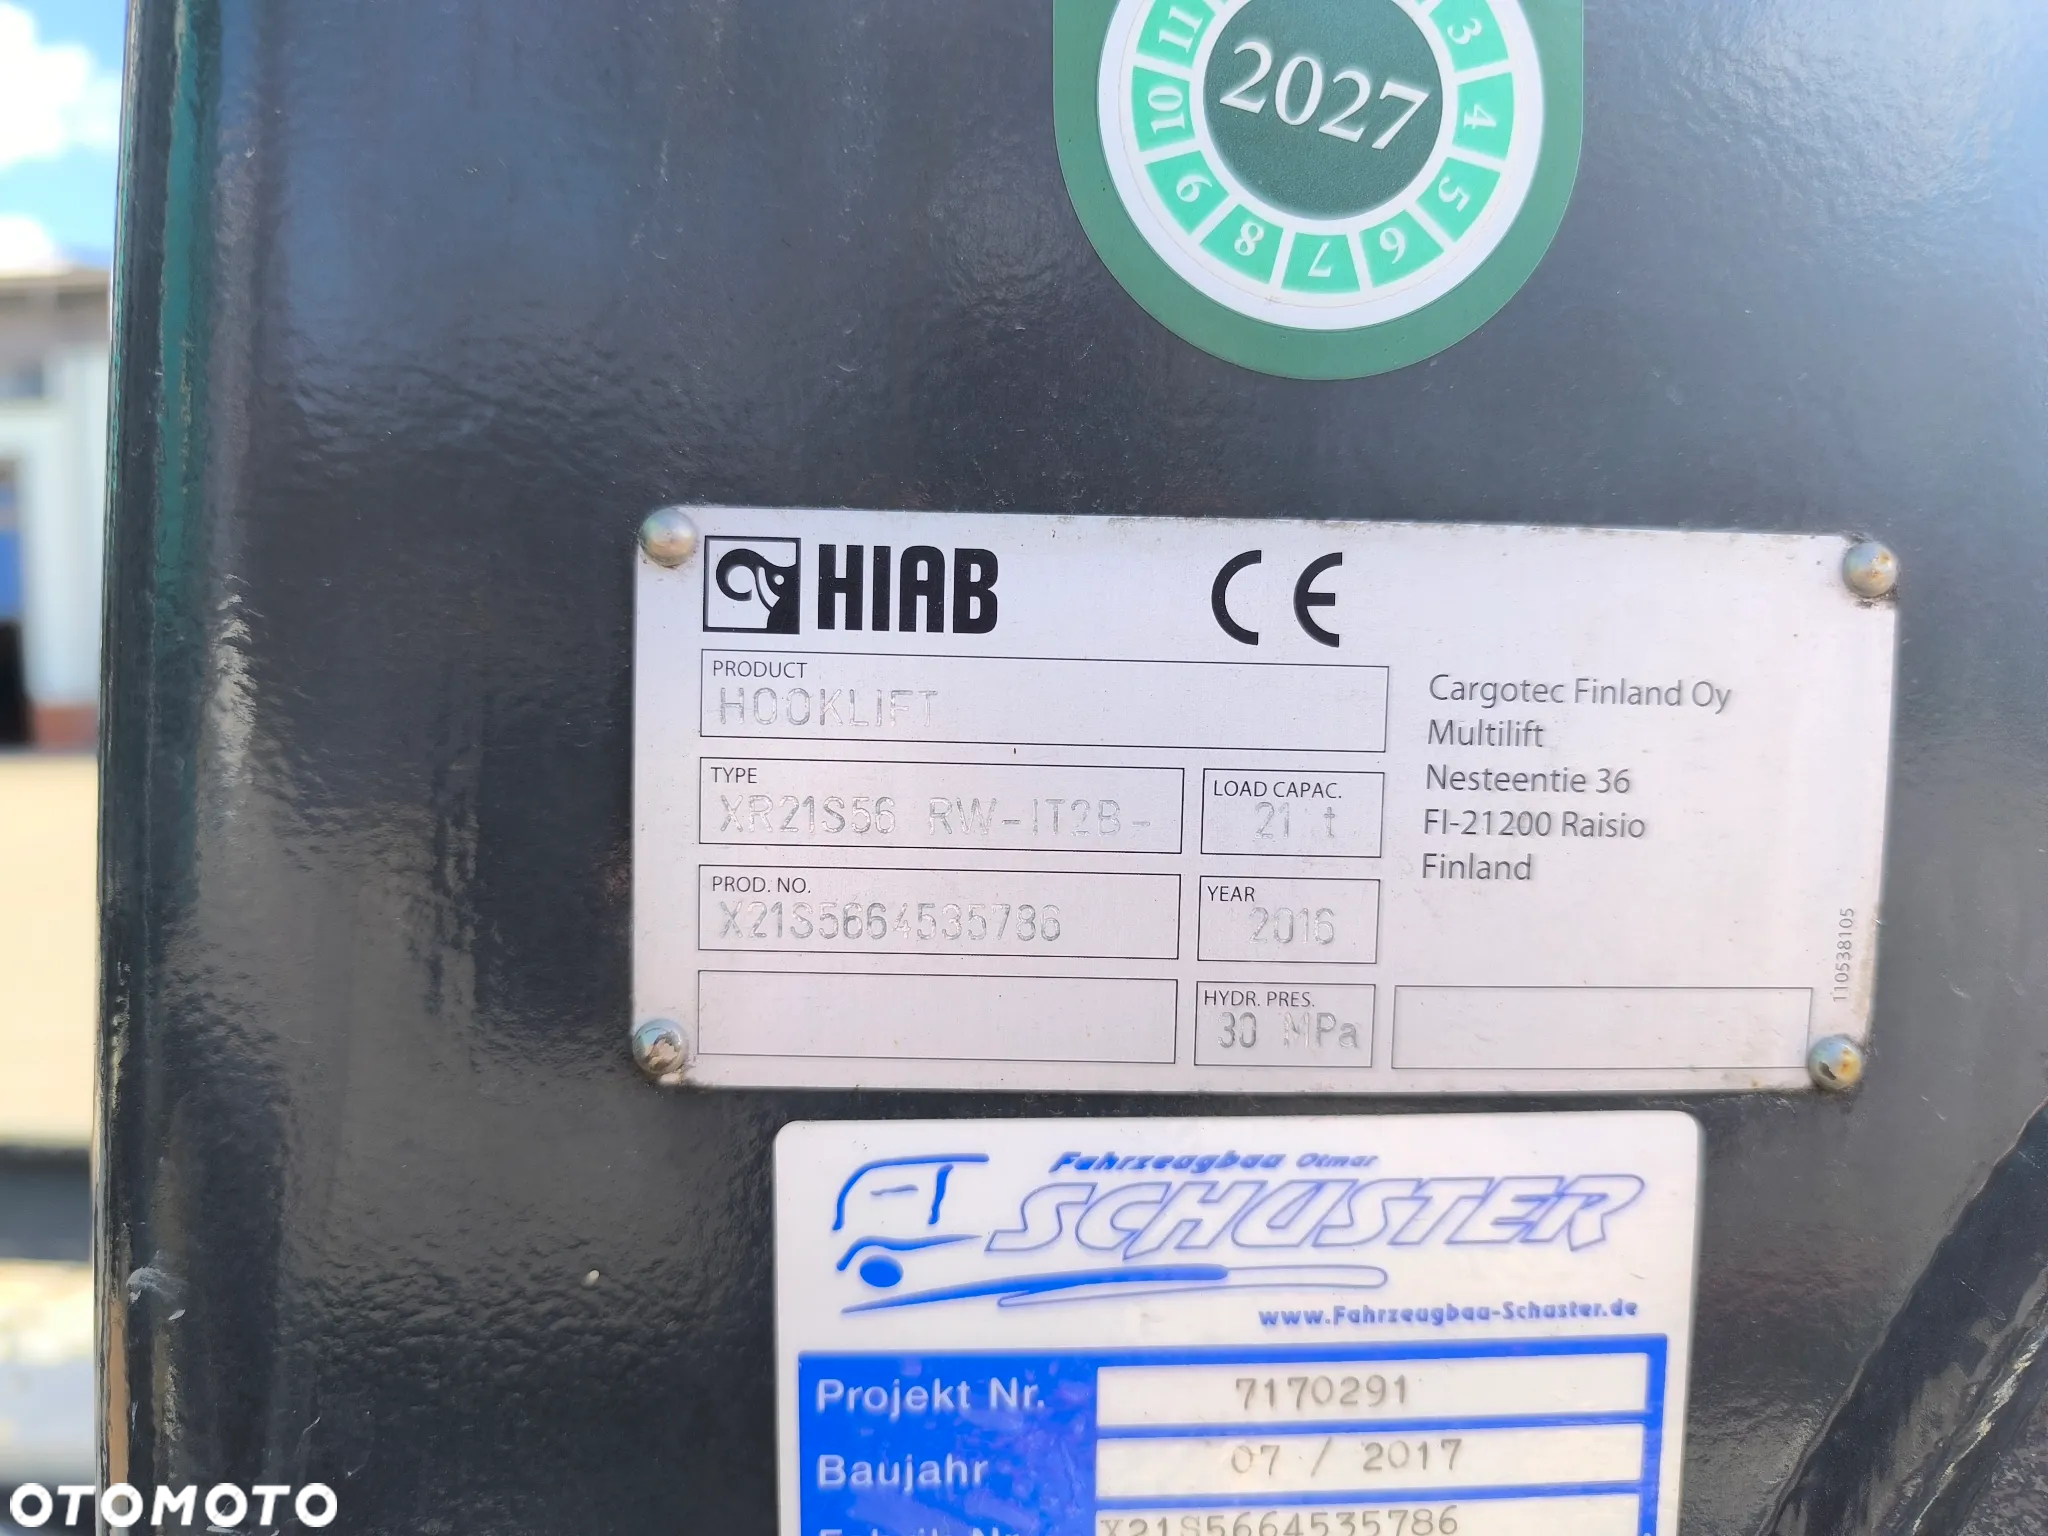 11
3
10
2027
4
9
5
8
7
6
HIAB
CE
PRODUCT
HOOKLIFT
TYPE
XR21S56 RW-IT2B-
LOAD CAPAC.
21 t
PROD. NO.
X21S5664535786
YEAR
2016
HYDR. PRES.
30 MPa
Cargotec Finland Oy
Multilift
Nesteentie 36
FI-21200 Raisio
Finland
110538105
Fahrzeugbau Otmar
SCHUSTER
www.Fahrzeugbau-Schuster.de
Projekt Nr. 7170291
Baujahr 07 / 2017
X21S5664535786
OTOMOTO